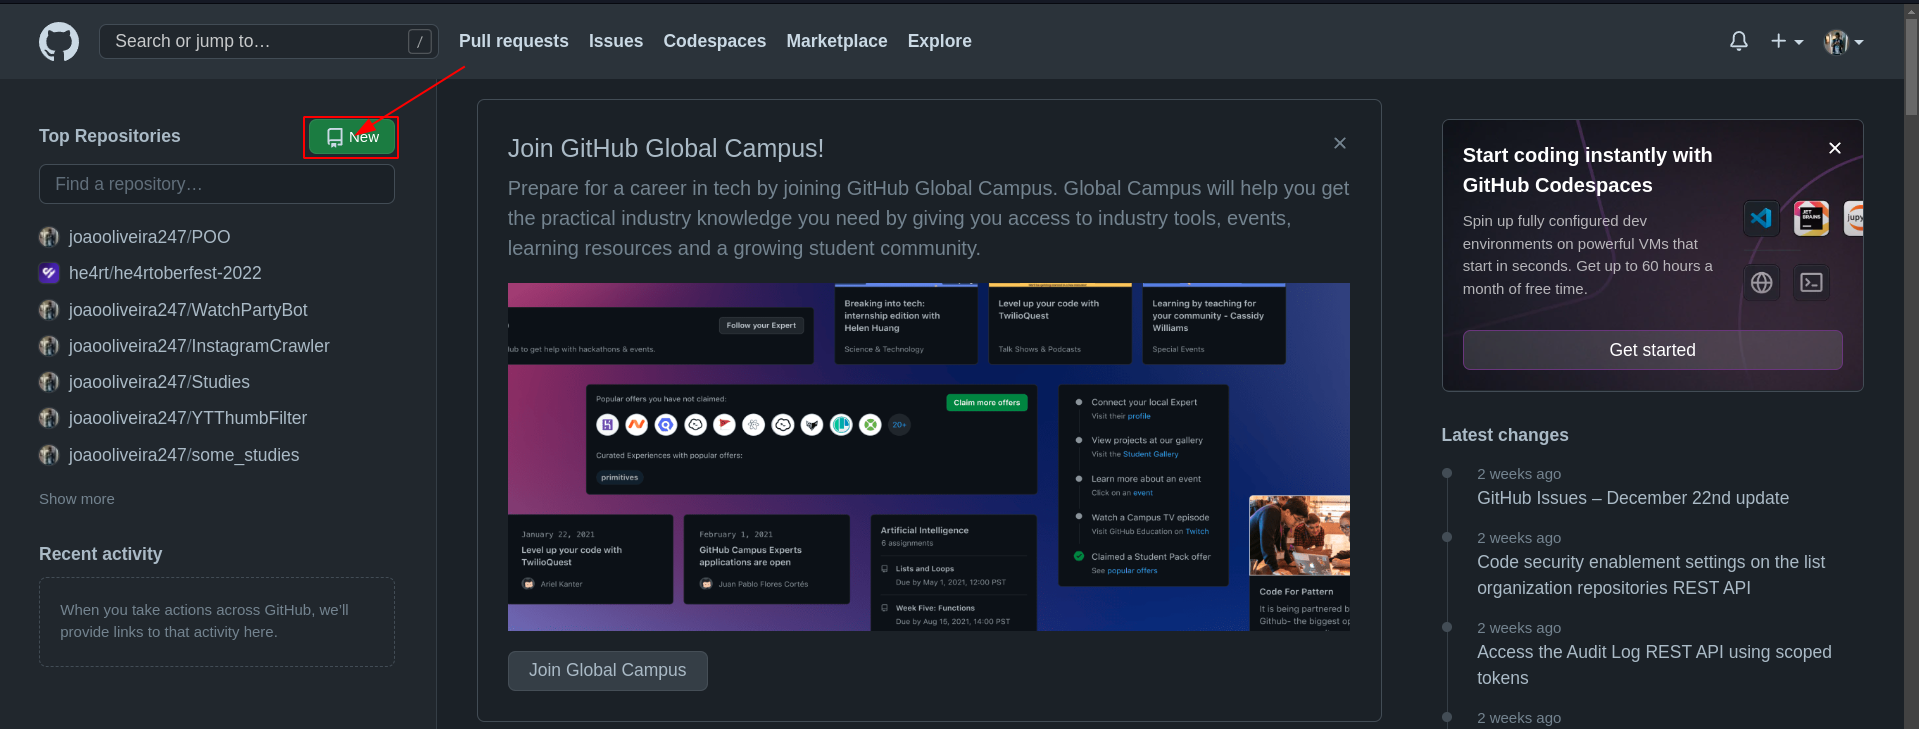 Search or jump to… /
Pull requests Issues Codespaces Marketplace Explore
Top Repositories
New
Find a repository…
joaooliveira247/POO
he4rt/he4rtoberfest-2022
joaooliveira247/WatchPartyBot
joaooliveira247/InstagramCrawler
joaooliveira247/Studies
joaooliveira247/YTThumbFilter
joaooliveira247/some_studies
Show more
Recent activity
When you take actions across GitHub, we'll
provide links to that activity here.
Join GitHub Global Campus!
Prepare for a career in tech by joining GitHub Global Campus. Global Campus will help you get
the practical industry knowledge you need by giving you access to industry tools, events,
learning resources and a growing student community.
Follow your Expert
to get help with hackathons & events.
Breaking into tech:
internship edition with
Helen Huang
Science & Technology
Level up your code with
TwilioQuest
Talk Shows & Podcasts
Learning by teaching for
your community - Cassidy
Williams
Special Events
Popular offers you have not claimed:
Claim more offers
20+
Curated Experiences with popular offers:
primitives
Connect your local Expert
Visit their profile
View projects at our gallery
Visit the Student Gallery
Learn more about an event
Click on an event
Watch a Campus TV episode
Visit GitHub Education on Twitch
Claimed a Student Pack offer
See popular offers
January 22, 2021
Level up your code with
TwilioQuest
Ariel Kanter
February 1, 2021
GitHub Campus Experts
applications are open
Juan Pablo Flores Cortés
Artificial Intelligence
6 assignments
Lists and Loops
Due by May 1, 2021, 12:00 PST
Week Five: Functions
Due by Aug 15, 2021, 14:00 PST
Code For Pattern
It is being partnered b
Github- the biggest op
Join Global Campus
Start coding instantly with
GitHub Codespaces
Spin up fully configured dev
environments on powerful VMs that
start in seconds. Get up to 60 hours a
month of free time.
JET
BRAINS
jupy
Get started
Latest changes
2 weeks ago
GitHub Issues – December 22nd update
2 weeks ago
Code security enablement settings on the list
organization repositories REST API
2 weeks ago
Access the Audit Log REST API using scoped
tokens
2 weeks ago